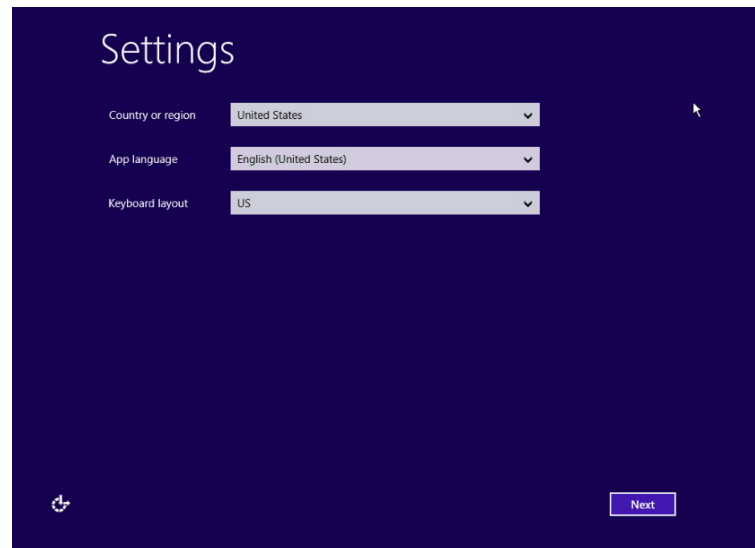 Settings
Country or region United States
App language English (United States)
Keyboard layout US
Next